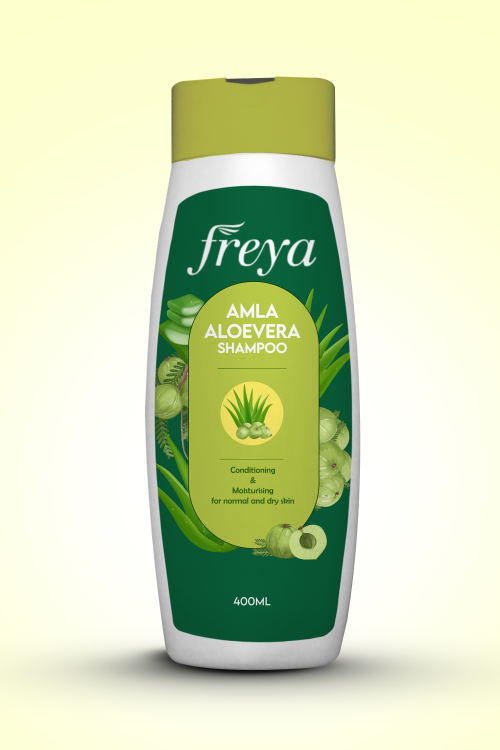 freya
AMLA
ALOEVERA
SHAMPOO
Conditioning
&
Moisturising
for normal and dry skin
400ML